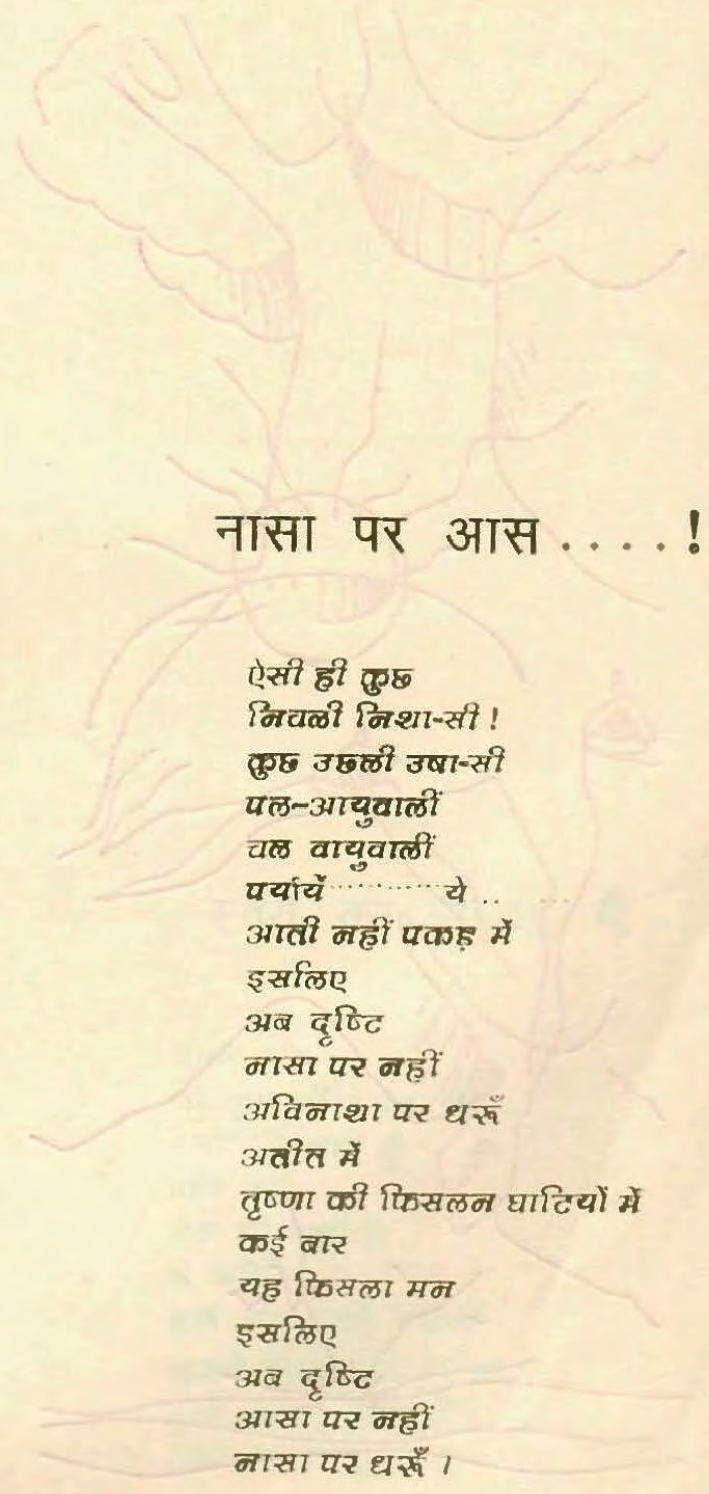 नासा पर आस . . . . !
ऐसी ही कुछ
निचली निशा-सी !
कुछ उछली उषा-सी
पल-आयुवालीं
चल वायुवालीं
पर्यायें ............ ये .. ...
आती नहीं पकड़ में
इसलिए
अब दृष्टि
नासा पर नहीं
अविनाशा पर धरूँ
अतीत में
तृष्णा की फिसलन घाटियों में
कई बार
यह फिसला मन
इसलिए
अब दृष्टि
आसा पर नहीं
नासा पर धरूँ ।